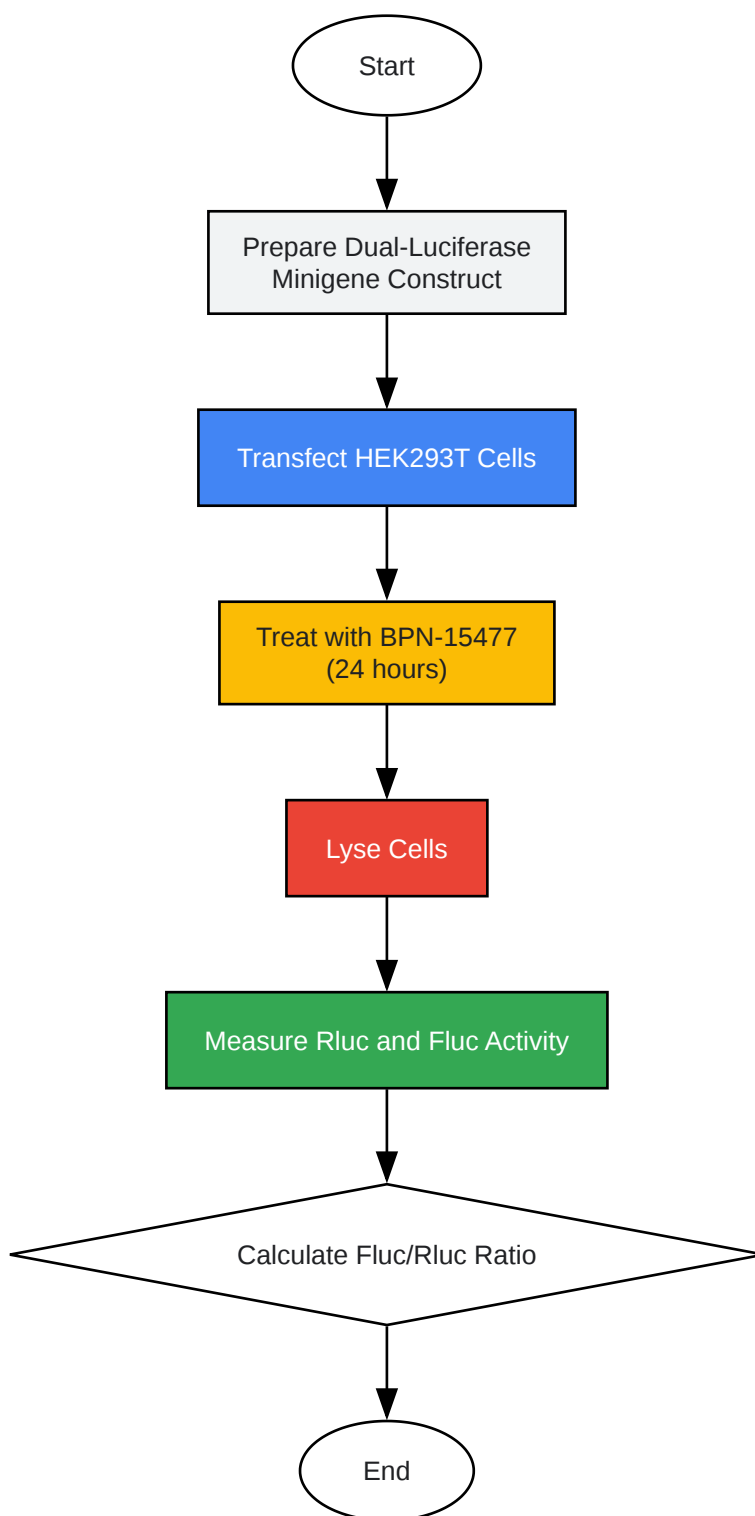 Start
Prepare Dual-Luciferase
Minigene Construct
Transfect HEK293T Cells
Treat with BPN-15477
(24 hours)
Lyse Cells
Measure Rluc and Fluc Activity
Calculate Fluc/Rluc Ratio
End